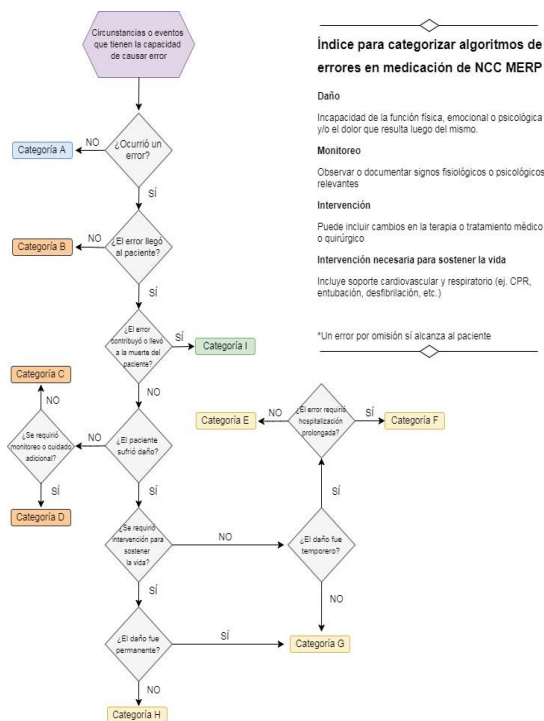 Circunstancias o eventos
que tienen la capacidad
de causar error
Índice para categorizar algoritmos de
errores en medicación de NCC MERP
Daño
Incapacidad de la función física, emocional o psicológica
y/o el dolor que resulta luego del mismo.
Monitoreo
Observar o documentar signos fisiológicos o psicológicos
relevantes
Intervención
Puede incluir cambios en la terapia o tratamiento médico
o quirúrgico
Intervención necesaria para sostener la vida
Incluye soporte cardiovascular y respiratorio (ej. CPR,
entubación, desfibrilación, etc.)
*Un error por omisión sí alcanza al paciente
¿Ocurrió un
error?
NO
Categoría A
SÍ
¿El error llegó
al paciente?
NO
Categoría B
SÍ
¿El error
contribuyó o llevó
a la muerte del
paciente?
SÍ
Categoría I
NO
¿El paciente
sufrió daño?
NO
¿Se requirió
monitoreo o cuidado
adicional?
NO
Categoría C
SÍ
Categoría D
SÍ
¿Se requirió
intervención para
sostener
la vida?
NO
¿El daño fue
temporero?
SÍ
¿El error requirió
hospitalización
prolongada?
NO
Categoría E
SÍ
Categoría F
NO
Categoría G
SÍ
¿El daño fue
permanente?
SÍ
NO
Categoría H